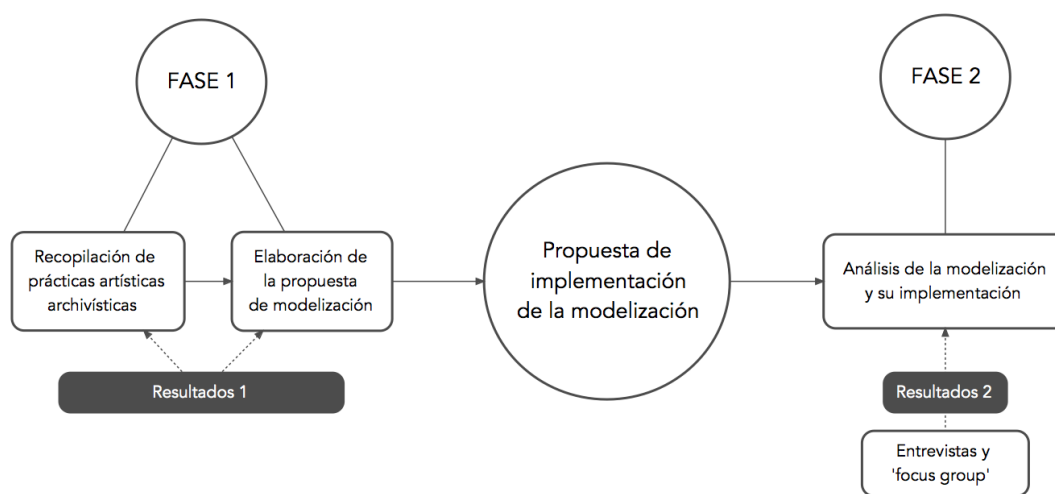 FASE 1
FASE 2
Recopilación de
prácticas artísticas
archivísticas
Elaboración de
la propuesta
de modelización
Propuesta de
implementación
de la modelización
Análisis de la modelización
y su implementación
Resultados 1
Resultados 2
Entrevistas y
'focus group'